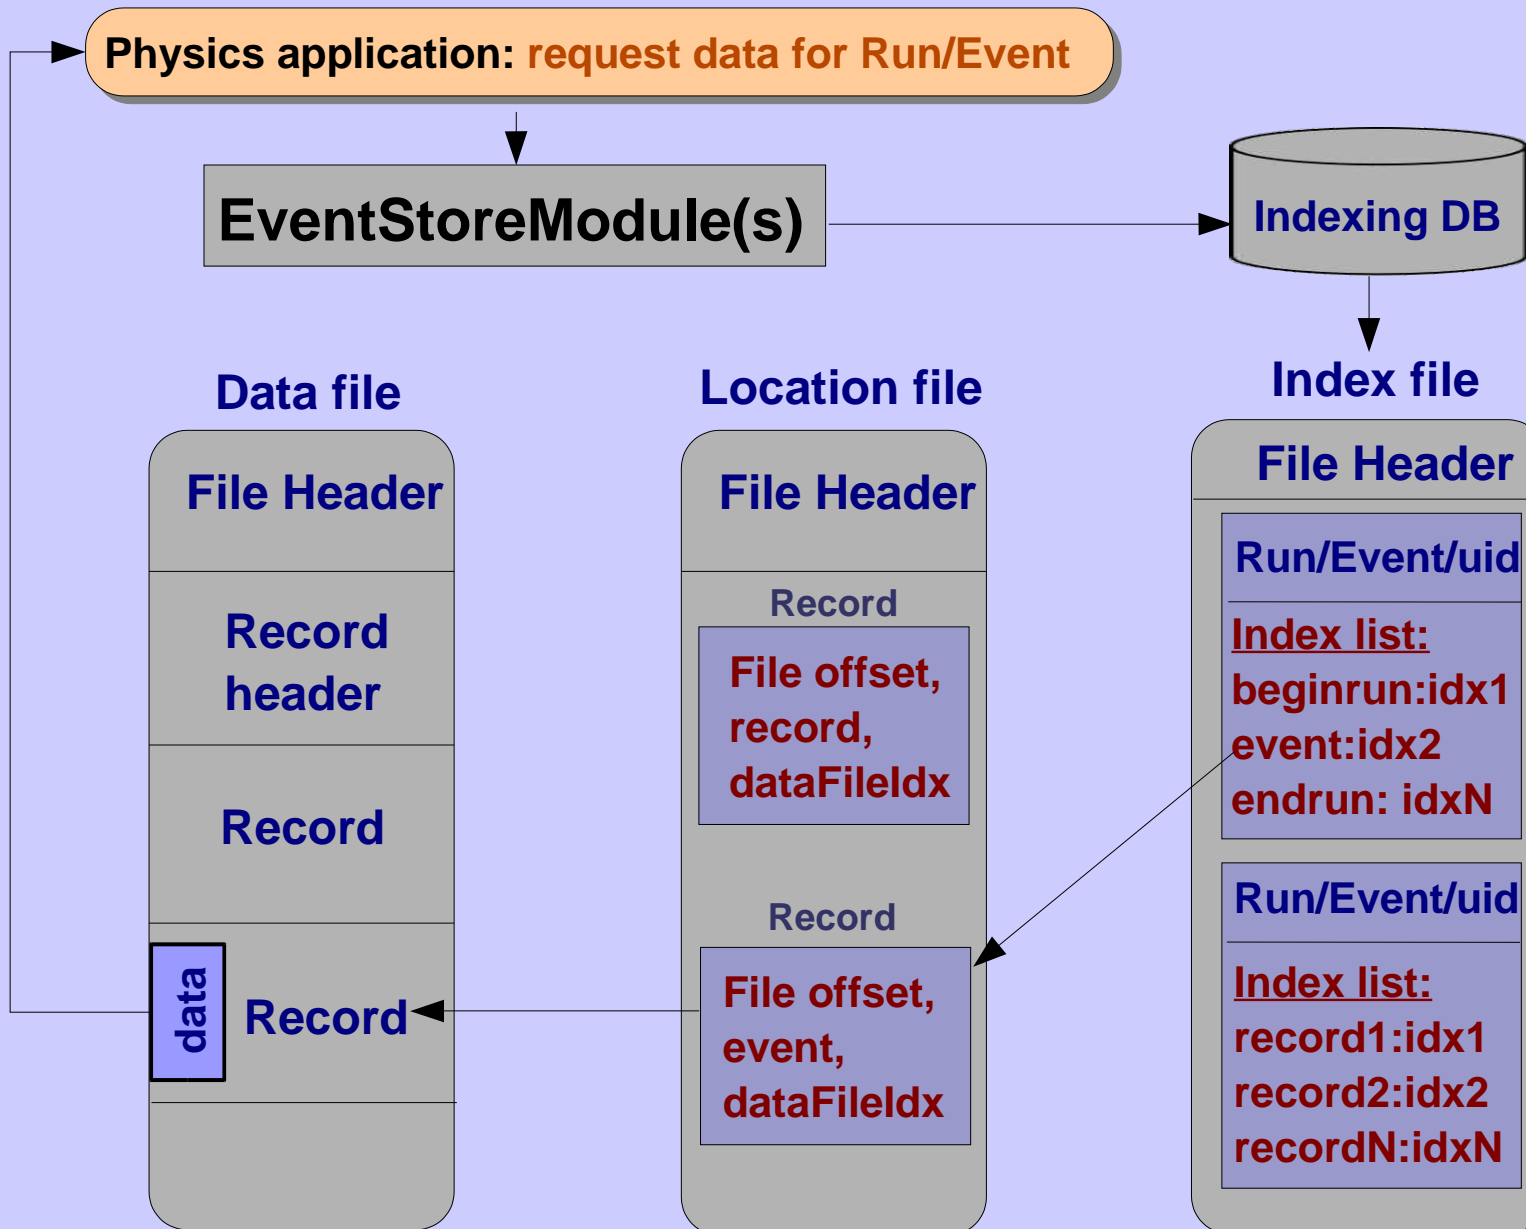 Physics application: request data for Run/Event
EventStoreModule(s)
Indexing DB
Data file
File Header
Record
header
Record
data
Record
Location file
File Header
Record
File offset,
record,
dataFileIdx
Record
File offset,
event,
dataFileIdx
Index file
File Header
Run/Event/uid
Index list:
beginrun:idx1
event:idx2
endrun: idxN
Run/Event/uid
Index list:
record1:idx1
record2:idx2
recordN:idxN